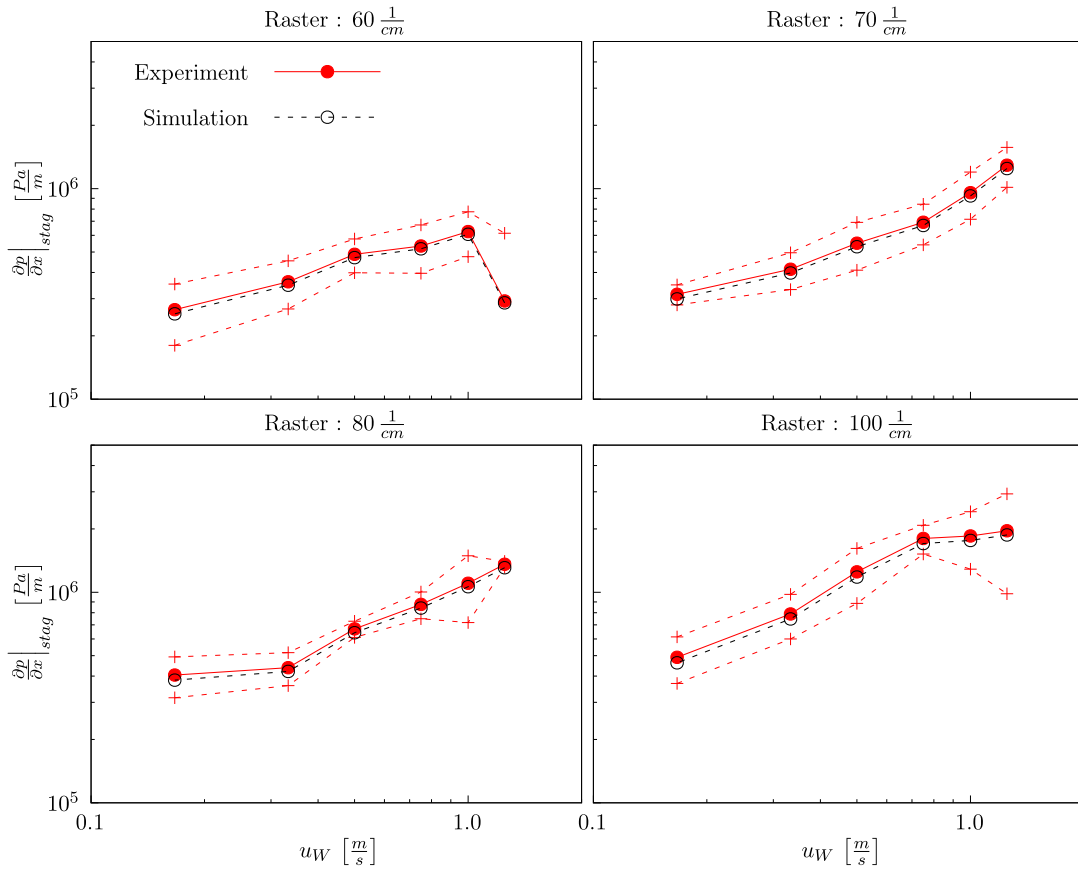 Raster : 60 1/cm
Raster : 70 1/cm
Experiment
Simulation
10^6
10^5
∂p/∂x|stag [Pa/m]
Raster : 80 1/cm
Raster : 100 1/cm
10^6
10^5
∂p/∂x|stag [Pa/m]
0.1 1.0 0.1 1.0
u_W [m/s] u_W [m/s]